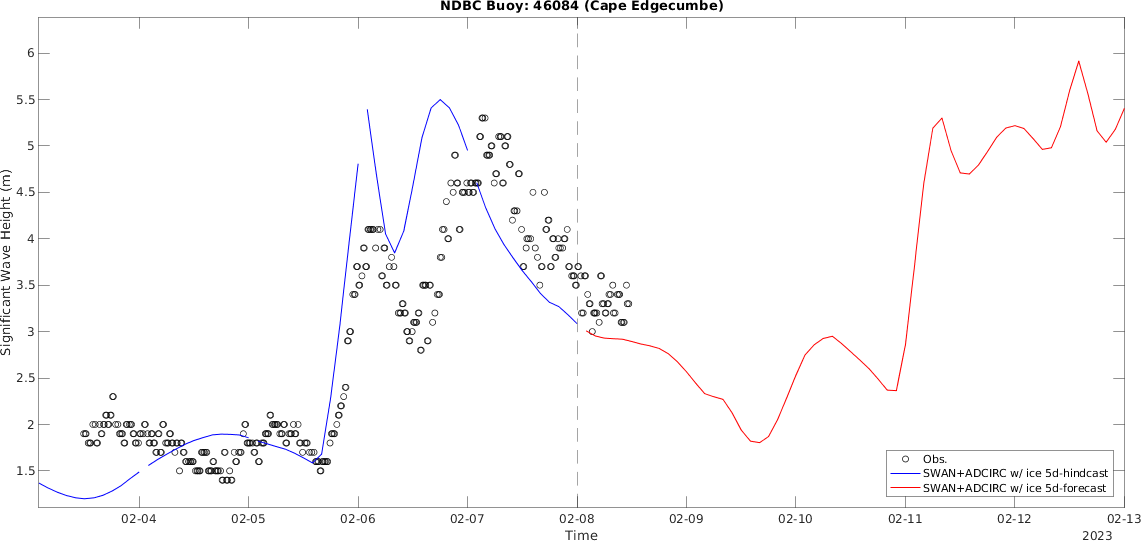 NDBC Buoy: 46084 (Cape Edgecumbe)
Significant Wave Height (m)
6
5.5
5
4.5
4
3.5
3
2.5
2
1.5
Obs.
SWAN+ADCIRC w/ ice 5d-hindcast
SWAN+ADCIRC w/ ice 5d-forecast
02-04 02-05 02-06 02-07 02-08 02-09 02-10 02-11 02-12 02-13
Time
2023